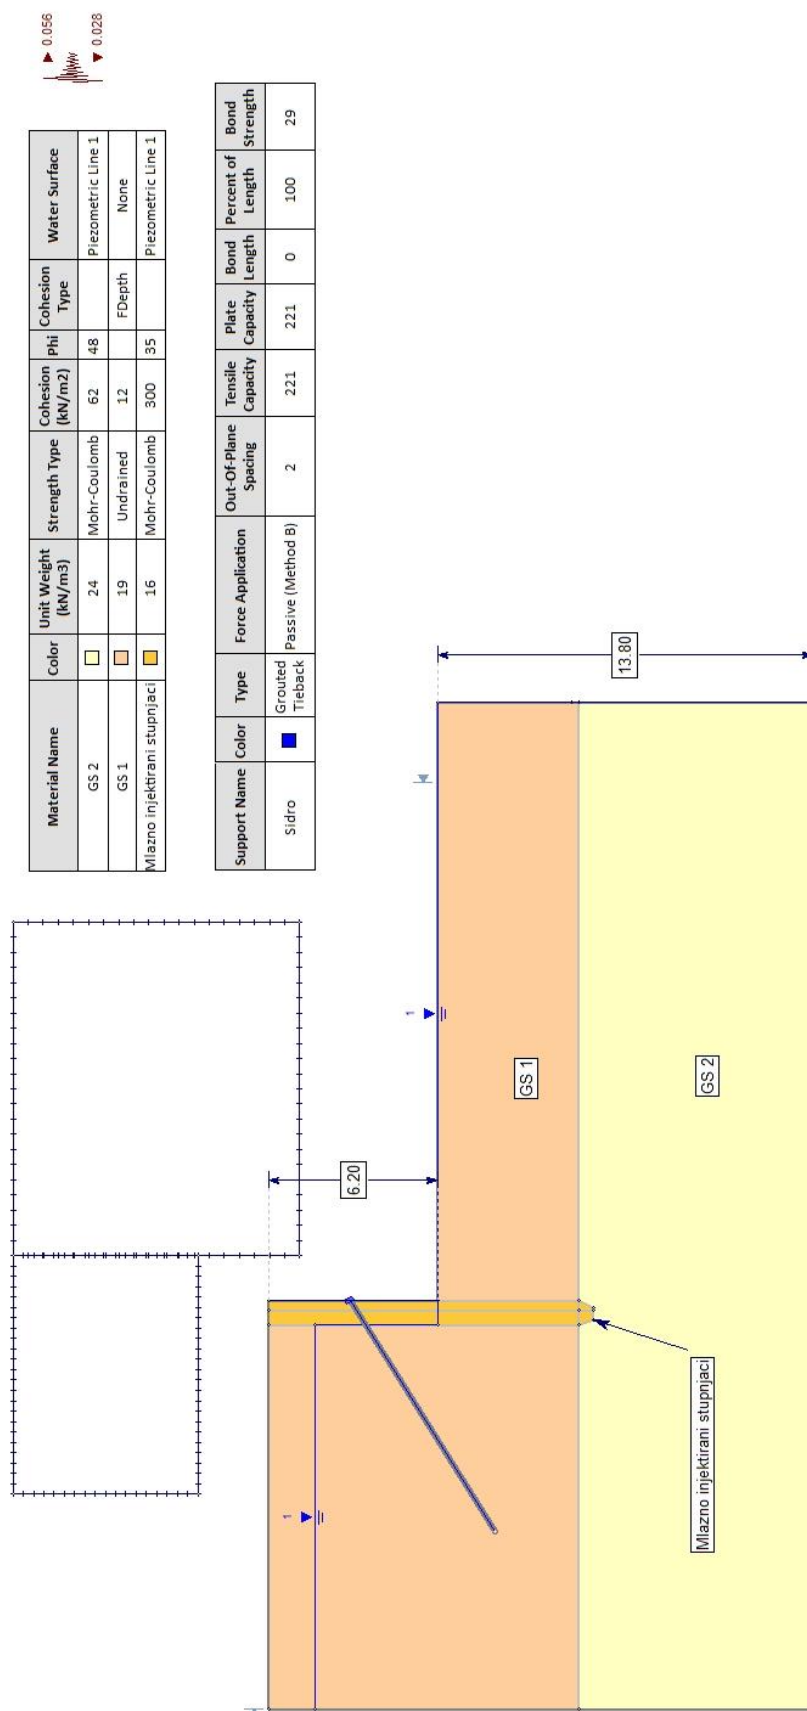 0.056
0.028
Material Name Color Unit Weight (kN/m3) Strength Type Cohesion (kN/m2) Phi Cohesion Type Water Surface
GS 2 24 Mohr-Coulomb 62 48 Piezometric Line 1
GS 1 19 Undrained 12 FDepth None
Mlazno injektirani stupnjaci 16 Mohr-Coulomb 300 35 Piezometric Line 1
Support Name Color Type Force Application Out-Of-Plane Spacing Tensile Capacity Plate Capacity Bond Length Percent of Length Bond Strength
Sidro Grouted Tieback Passive (Method B) 2 221 221 0 100 29
6.20
1
1
13.80
GS 1
GS 2
Mlazno injektirani stupnjaci